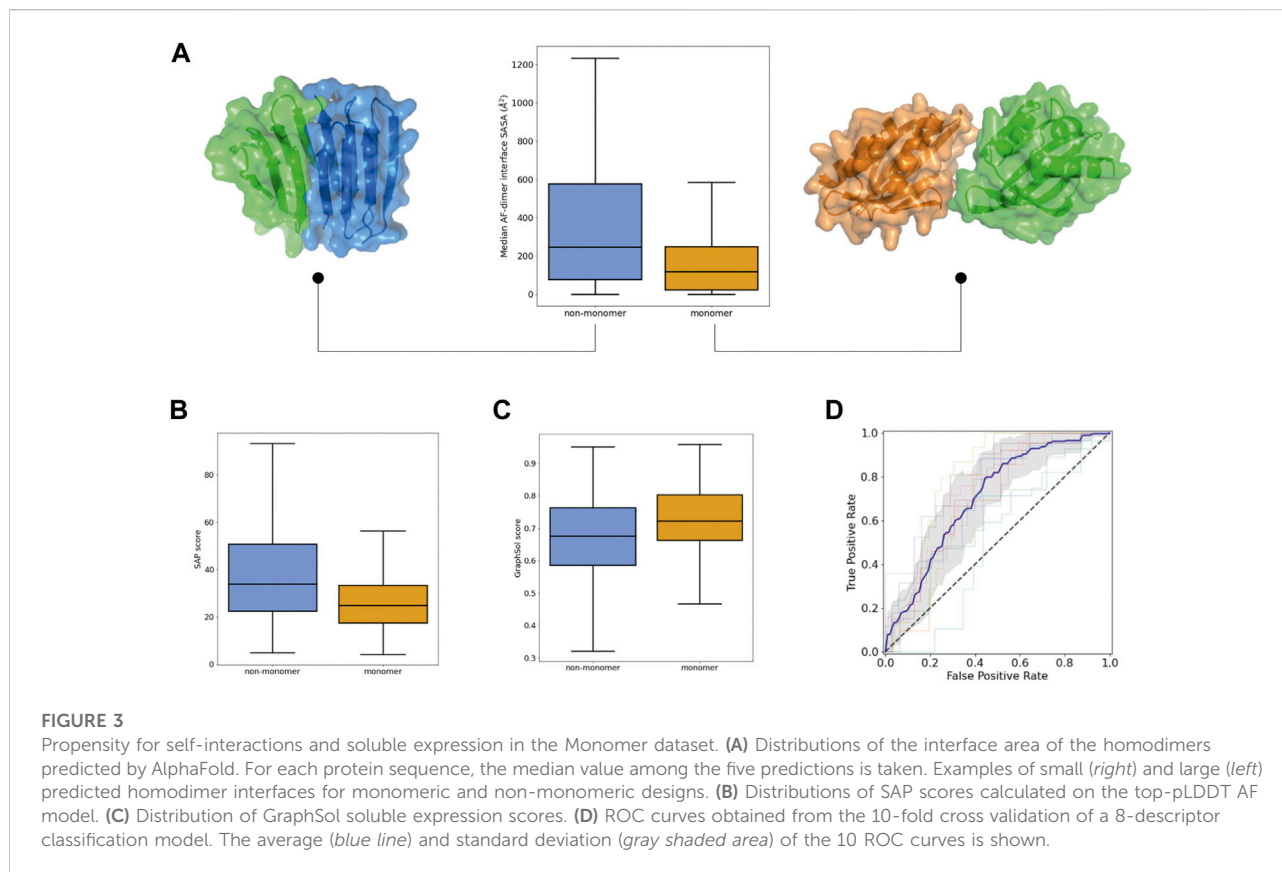 A
Median AF-dimer interface SASA (Å²)
1200
1000
800
600
400
200
0
non-monomer
monomer
B
SAP score
80
60
40
20
0
non-monomer
monomer
C
GraphSol score
0.9
0.8
0.7
0.6
0.5
0.4
0.3
non-monomer
monomer
D
True Positive Rate
1.0
0.8
0.6
0.4
0.2
0.0
0.0 0.2 0.4 0.6 0.8 1.0
False Positive Rate
FIGURE 3
Propensity for self-interactions and soluble expression in the Monomer dataset. (A) Distributions of the interface area of the homodimers
predicted by AlphaFold. For each protein sequence, the median value among the five predictions is taken. Examples of small (right) and large (left)
predicted homodimer interfaces for monomeric and non-monomeric designs. (B) Distributions of SAP scores calculated on the top-pLDDT AF
model. (C) Distribution of GraphSol soluble expression scores. (D) ROC curves obtained from the 10-fold cross validation of a 8-descriptor
classification model. The average (blue line) and standard deviation (gray shaded area) of the 10 ROC curves is shown.